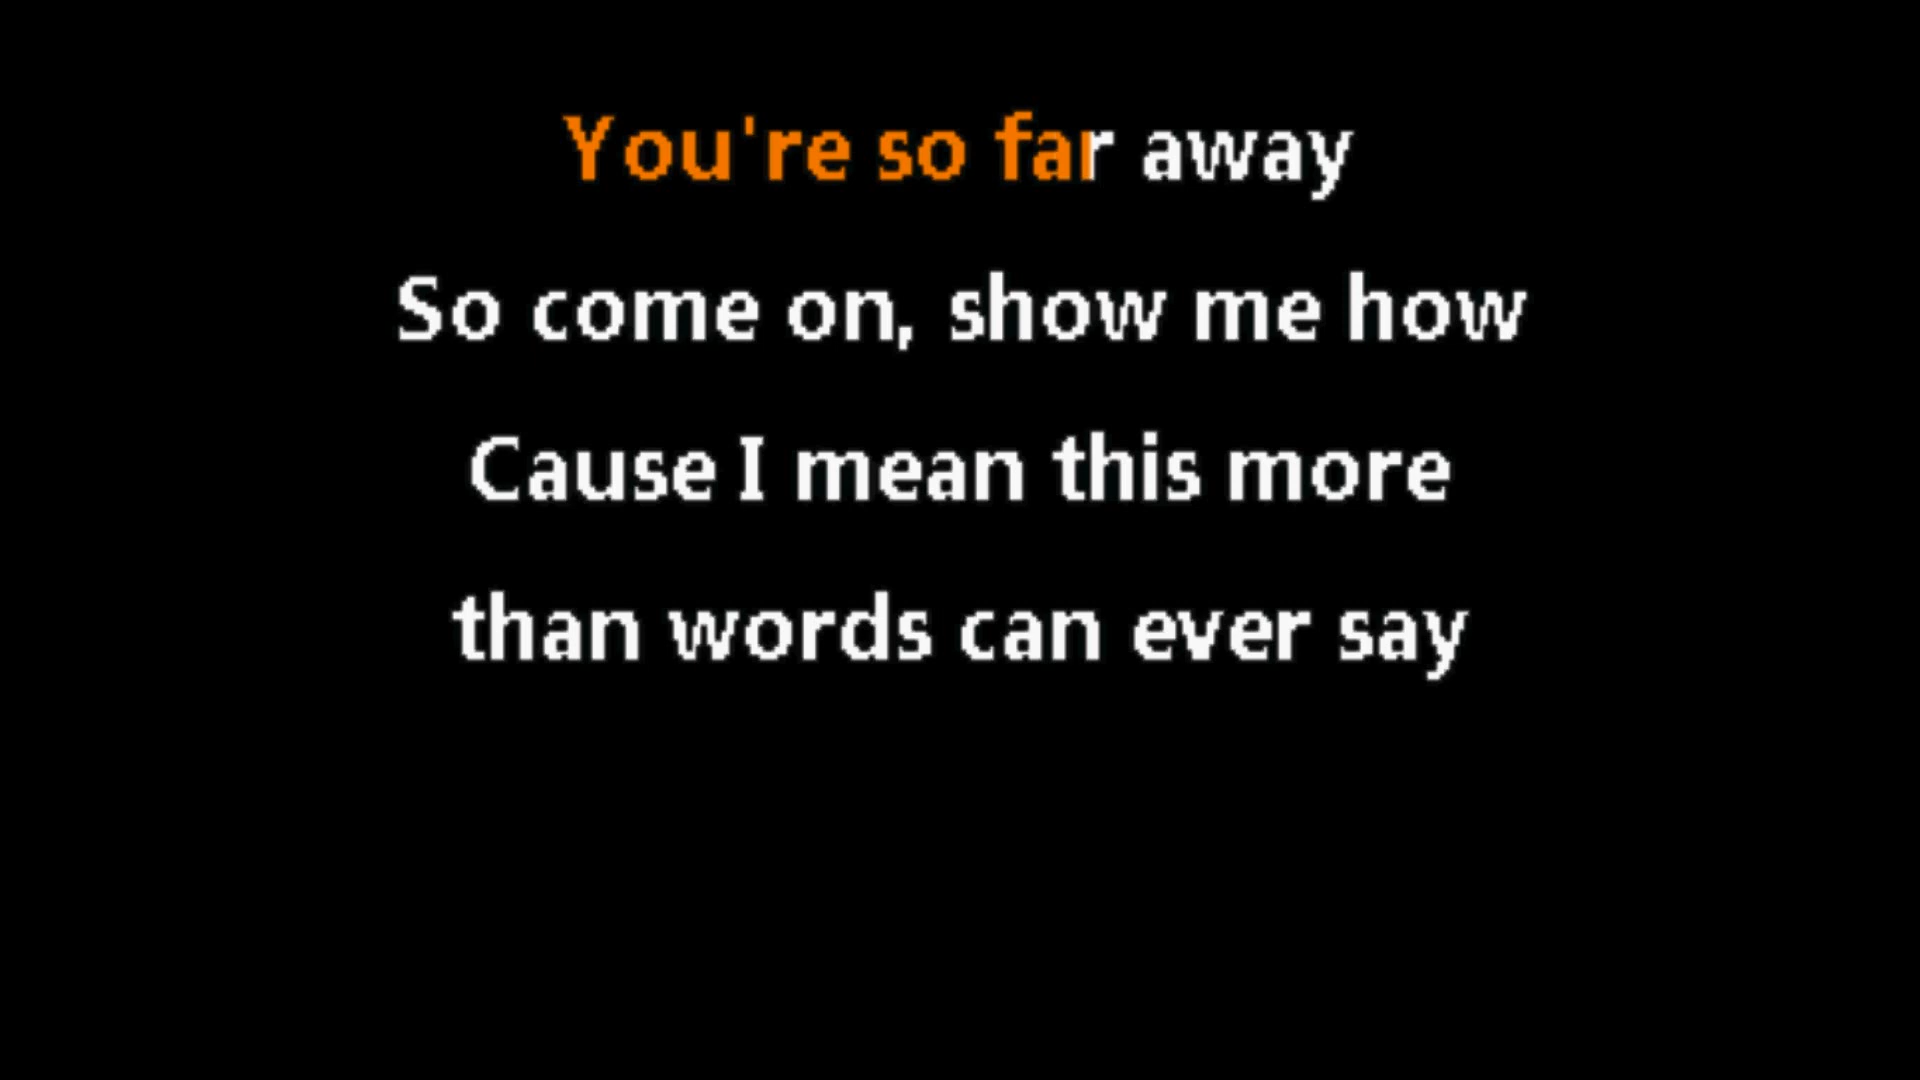 You're so far away
So come on, show me how
Cause I mean this more
than words can ever say